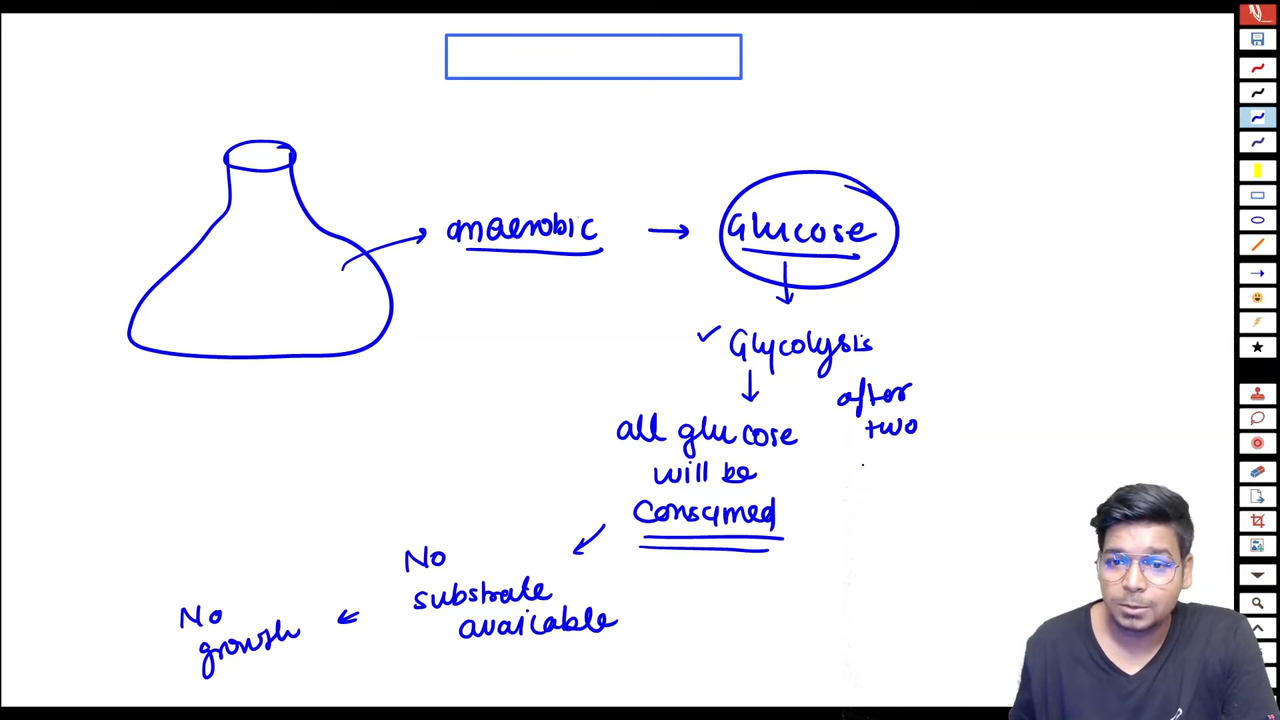 anaerobic
Glucose
Glycolysis
after
two
all glucose
will be
Consumed
No
substrate
available
No
growth